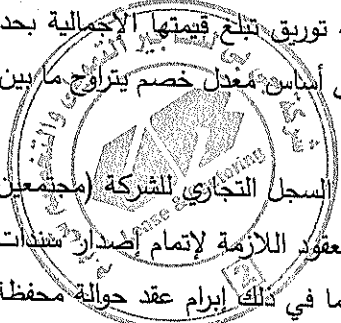 توريق تبلغ قيمتها الإجمالية بحد
أساس معدل خصم يتراوح ما بين
السجل التجاري للشركة (مجتمعين
العقود اللازمة لإتمام إصدار سندات
ما في ذلك إبرام عقد حوالة محفظة